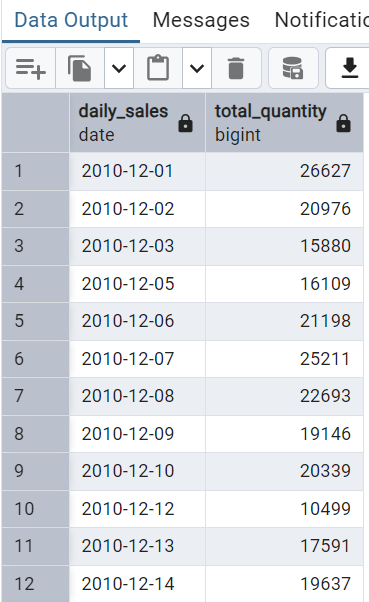 Data Output Messages
daily_sales total_quantity
date bigint
1 2010-12-01 26627
2 2010-12-02 20976
3 2010-12-03 15880
4 2010-12-05 16109
5 2010-12-06 21198
6 2010-12-07 25211
7 2010-12-08 22693
8 2010-12-09 19146
9 2010-12-10 20339
10 2010-12-12 10499
11 2010-12-13 17591
12 2010-12-14 19637